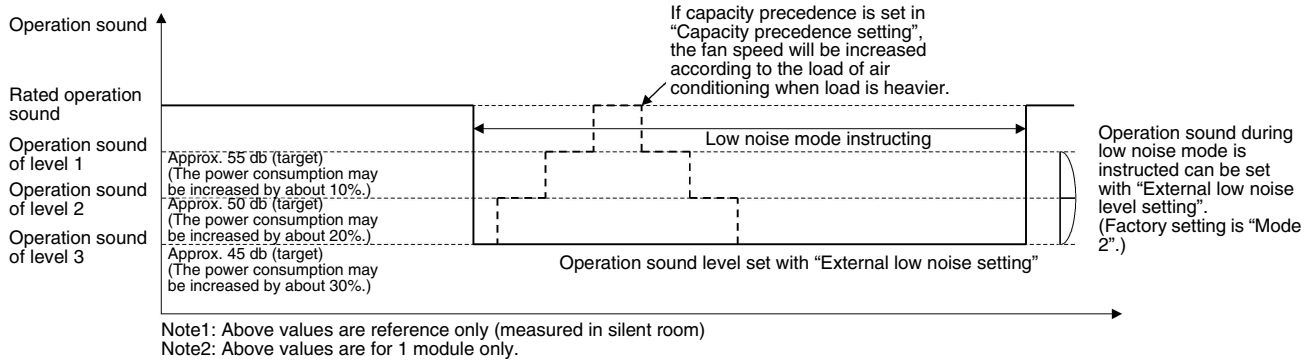 Operation sound
If capacity precedence is set in
“Capacity precedence setting”,
the fan speed will be increased
according to the load of air
conditioning when load is heavier.
Rated operation
sound
Low noise mode instructing
Operation sound
of level 1
Approx. 55 db (target)
(The power consumption may
be increased by about 10%.)
Operation sound
of level 2
Approx. 50 db (target)
(The power consumption may
be increased by about 20%.)
Operation sound
of level 3
Approx. 45 db (target)
(The power consumption may
be increased by about 30%.)
Operation sound level set with “External low noise setting”
Operation sound during
low noise mode is
instructed can be set
with “External low noise
level setting”.
(Factory setting is “Mode
2”.)
Note1: Above values are reference only (measured in silent room)
Note2: Above values are for 1 module only.